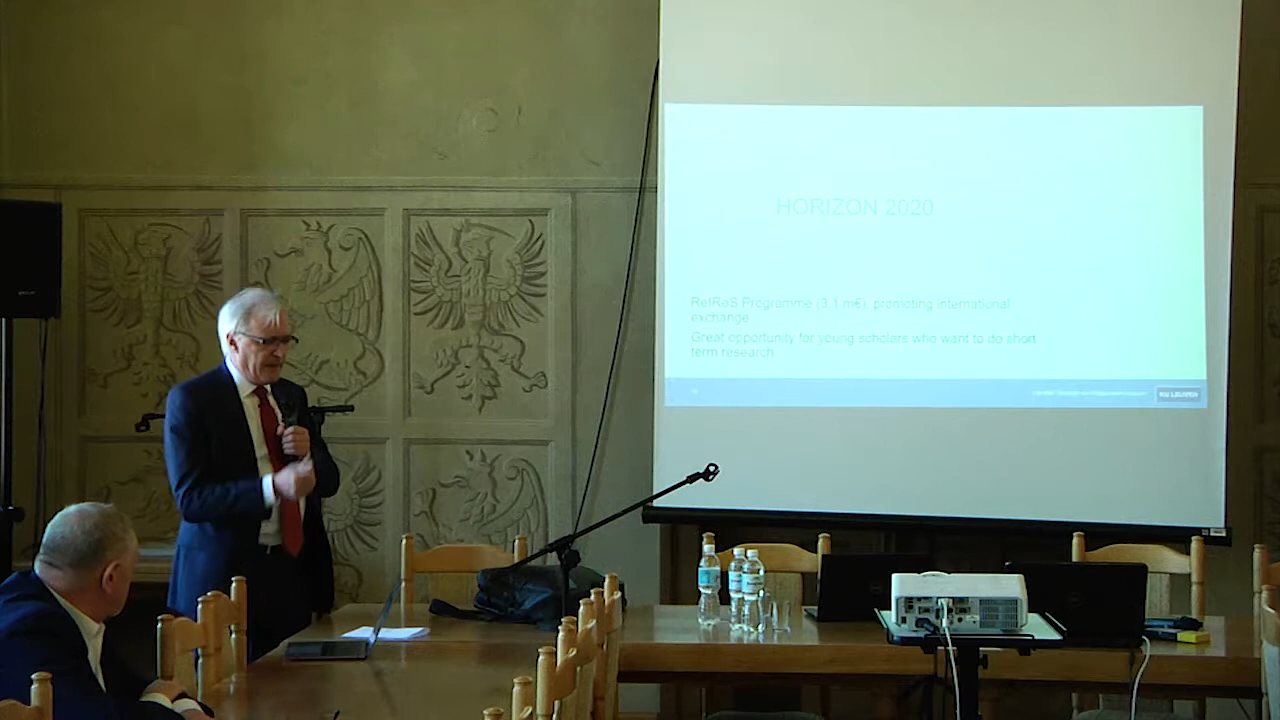 HORIZON 2020
ReIReS Programme (3.1 m€), promoting international
exchange
Great opportunity for young scholars who want to do short
term research
KU LEUVEN